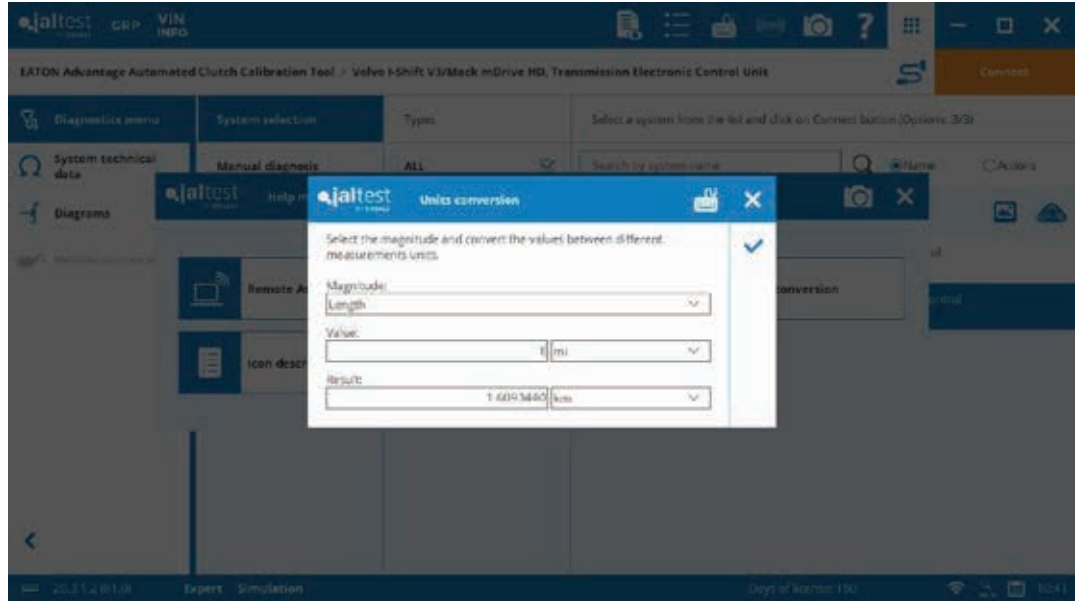 jaltest GRP VIN INFO
EATON Advantage Automated Clutch Calibration Tool > Volvo I-Shift V3/Mack mDrive HD, Transmission Electronic Control Unit
Connect
Diagnostics menu
System technical data
Diagrams
System selection
Manual diagnosis
Types
ALL
Select a system from the list and click on Connect button (Options: 3/3)
Search by system name
Name
Actions
jaltest
Remote
Icon
conversion
jaltest Units conversion
Select the magnitude and convert the values between different
measurements units.
Magnitude:
Length
Value:
1 mi
Result:
1.6093440 km
Expert Simulation
Days of license: 150
10:41